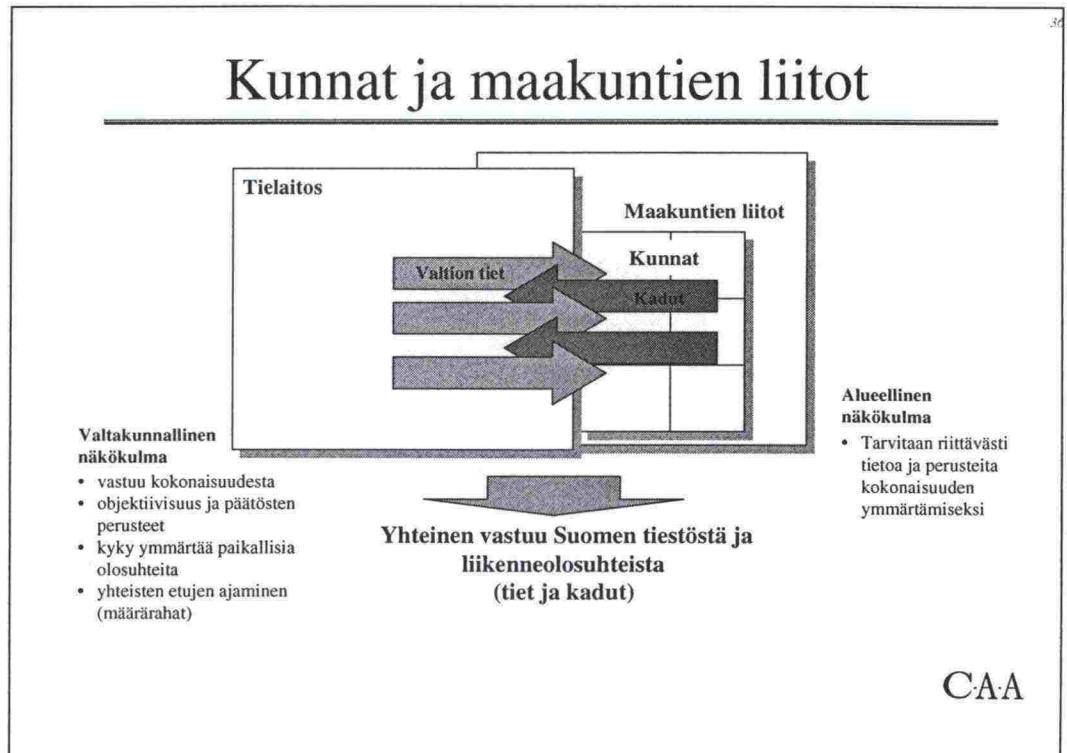 36
Kunnat ja maakuntien liitot
Tielaitos
Maakuntien liitot
Kunnat
Valtion tiet
Kadut
Valtakunnallinen
näkökulma
• vastuu kokonaisuudesta
• objektiivisuus ja päätösten
perusteet
• kyky ymmärtää paikallisia
olosuhteita
• yhteisten etujen ajaminen
(määrärahat)
Alueellinen
näkökulma
• Tarvitaan riittävästi
tietoa ja perusteita
kokonaisuuden
ymmärtämiseksi
Yhteinen vastuu Suomen tiestöstä ja
liikenneolosuhteista
(tiet ja kadut)
C·A·A